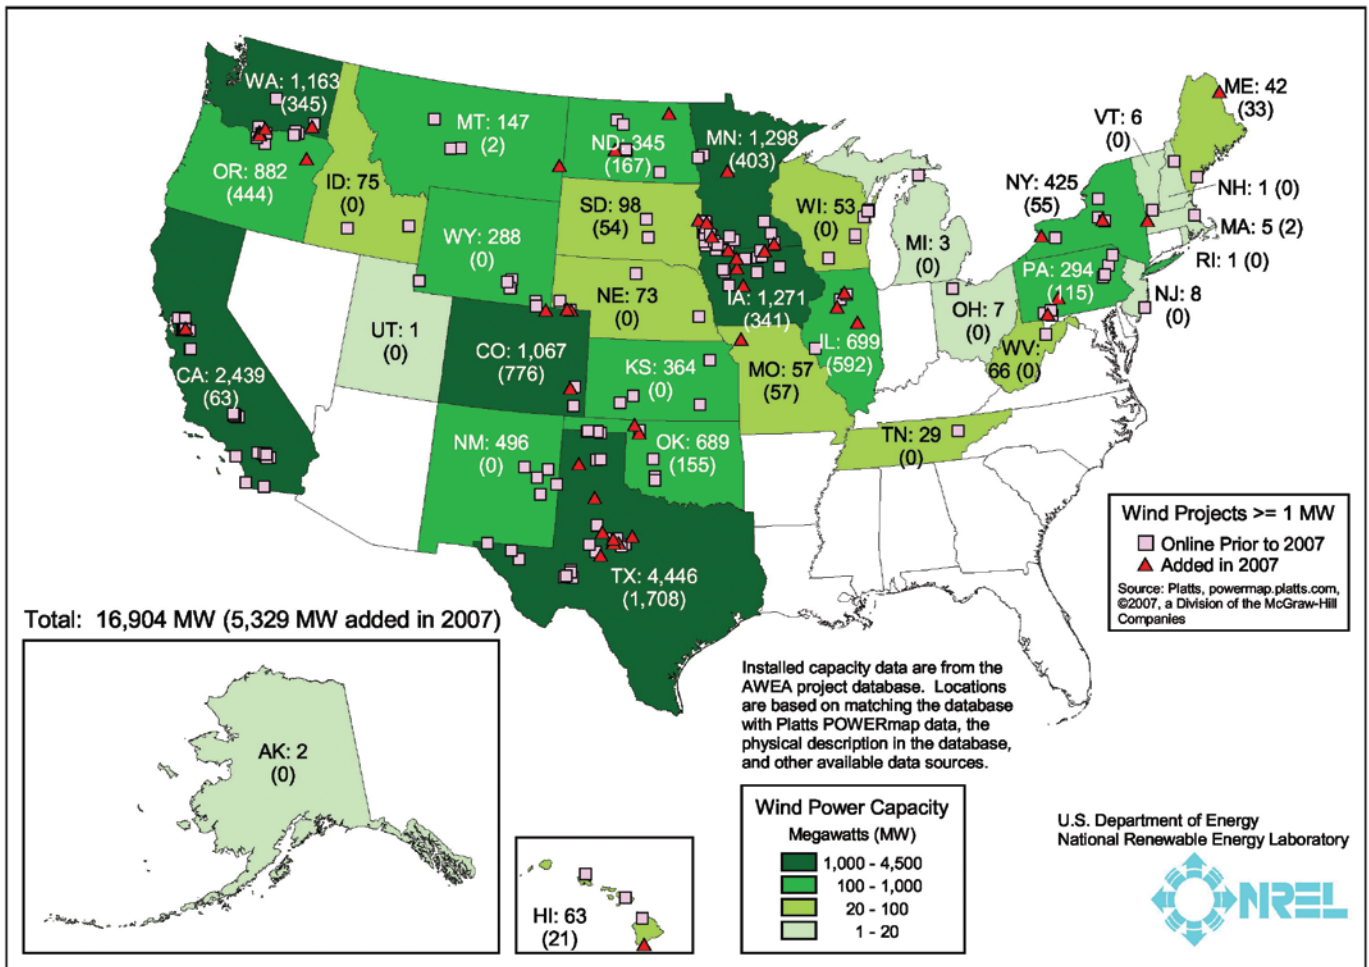 WA: 1,163
(345)
MT: 147
(2)
ND: 345
(167)
MN: 1,298
(403)
ME: 42
(33)
VT: 6
(0)
OR: 882
(444)
ID: 75
(0)
SD: 98
(54)
WI: 53
(0)
NY: 425
(55)
NH: 1 (0)
MA: 5 (2)
RI: 1 (0)
WY: 288
(0)
MI: 3
(0)
PA: 294
(115)
NJ: 8
(0)
NE: 73
(0)
IA: 1,271
(341)
OH: 7
(0)
UT: 1
(0)
CO: 1,067
(776)
IL: 699
(592)
WV:
66 (0)
CA: 2,439
(63)
KS: 364
(0)
MO: 57
(57)
NM: 496
(0)
OK: 689
(155)
TN: 29
(0)
TX: 4,446
(1,708)
Wind Projects >= 1 MW
Online Prior to 2007
Added in 2007
Source: Platts, powermap.platts.com,
©2007, a Division of the McGraw-Hill
Companies
Total: 16,904 MW (5,329 MW added in 2007)
AK: 2
(0)
HI: 63
(21)
Installed capacity data are from the
AWEA project database. Locations
are based on matching the database
with Platts POWERmap data, the
physical description in the database,
and other available data sources.
Wind Power Capacity
Megawatts (MW)
1,000 - 4,500
100 - 1,000
20 - 100
1 - 20
U.S. Department of Energy
National Renewable Energy Laboratory
NREL